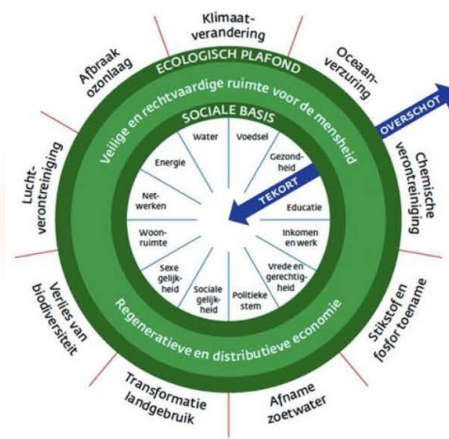 Klimaat-
verandering
Oceaan-
verzuring
Chemische
verontreiniging
Stikstof en
fosfor toename
Afname
zoetwater
Transformatie
landgebruik
Verlies van
biodiversiteit
Lucht-
verontreiniging
Afbraak
ozonlaag
ECOLOGISCH PLAFOND
Veilige en rechtvaardige ruimte voor de mensheid
SOCIALE BASIS
OVERSCHOT
TEKORT
Water
Voedsel
Gezond-
heid
Educatie
Inkomen
en werk
Vrede en
gerechtig-
heid
Politieke
stem
Sociale
gelijk-
heid
Sexe
gelijk-
heid
Woon-
ruimte
Net-
werken
Energie
Regeneratieve en distributieve economie